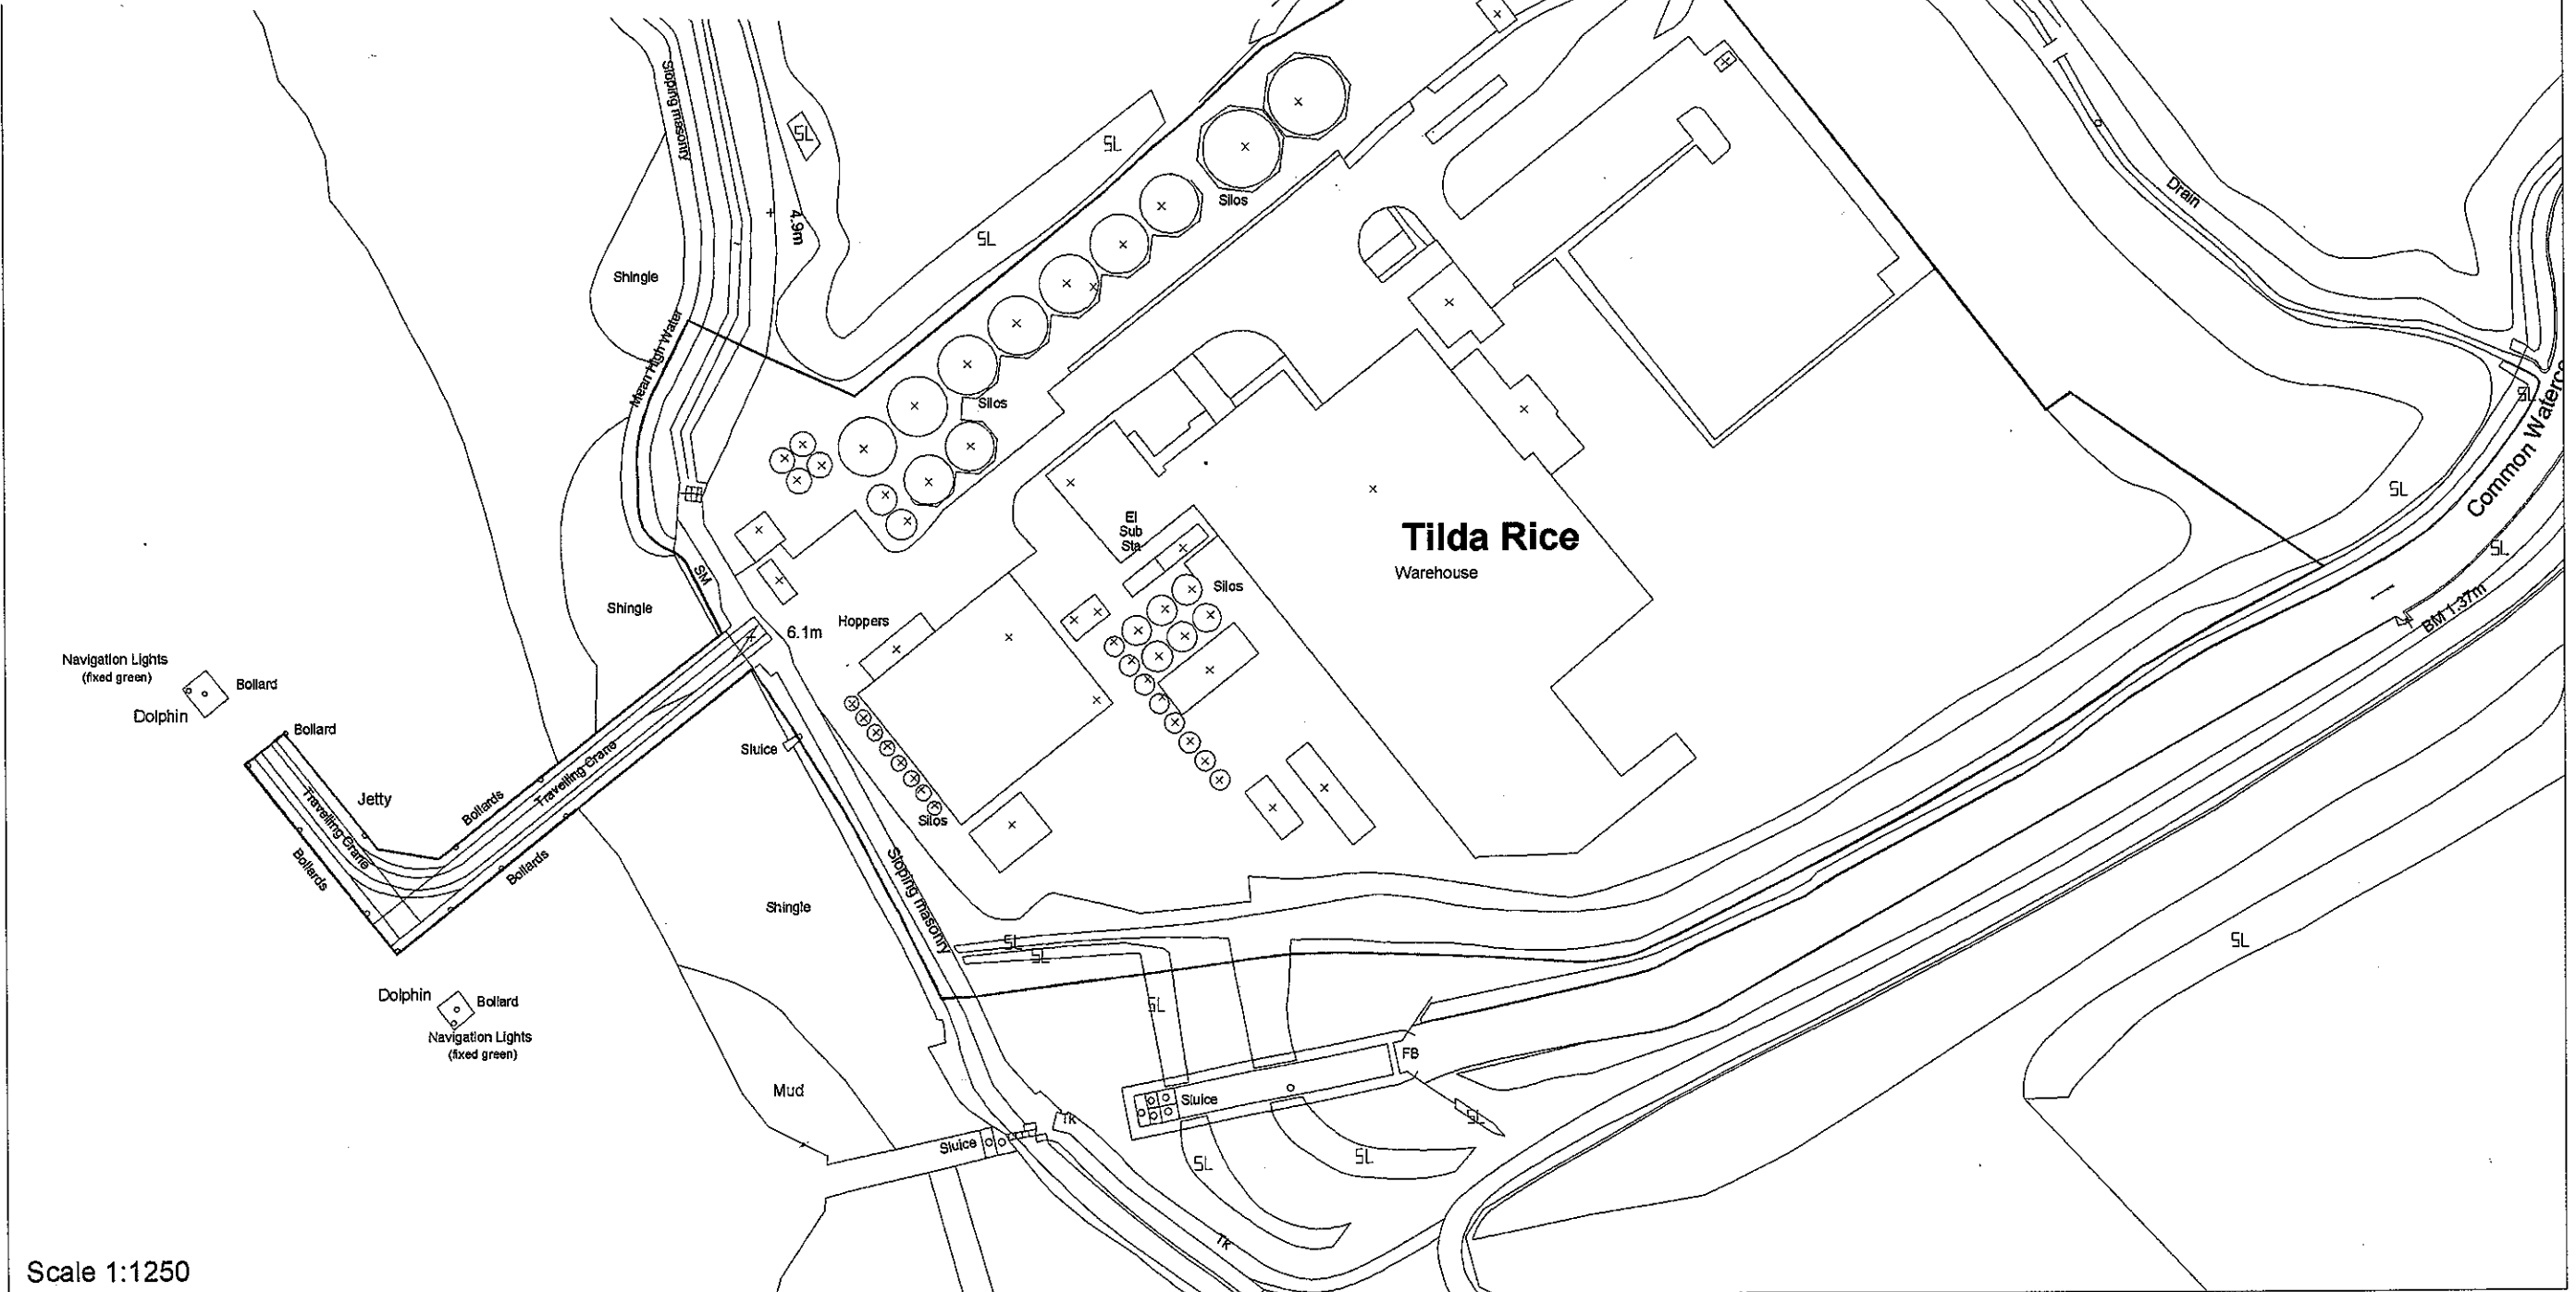 Sloping masonry
SL
SL
Silos
Drain
4.9m
SL
Shingle
Mean High Water
Silos
SL
SL
Common Waterco
El
Sub
Sta
Tilda Rice
Warehouse
SL
SM
Silos
BM 1.37m
Shingle
Hoppers
6.1m
Navigation Lights
(fixed green)
Bollard
Dolphin
Bollard
Sluice
Jetty
Travelling Crane
Travelling Crane
Bollards
Silos
Bollards
Bollards
Sloping masonry
Shingle
SL
SL
SL
Dolphin
Bollard
SL
Navigation Lights
(fixed green)
FB
Mud
Sluice
Tk
SL
Sluice
SL
SL
Tk
Scale 1:1250